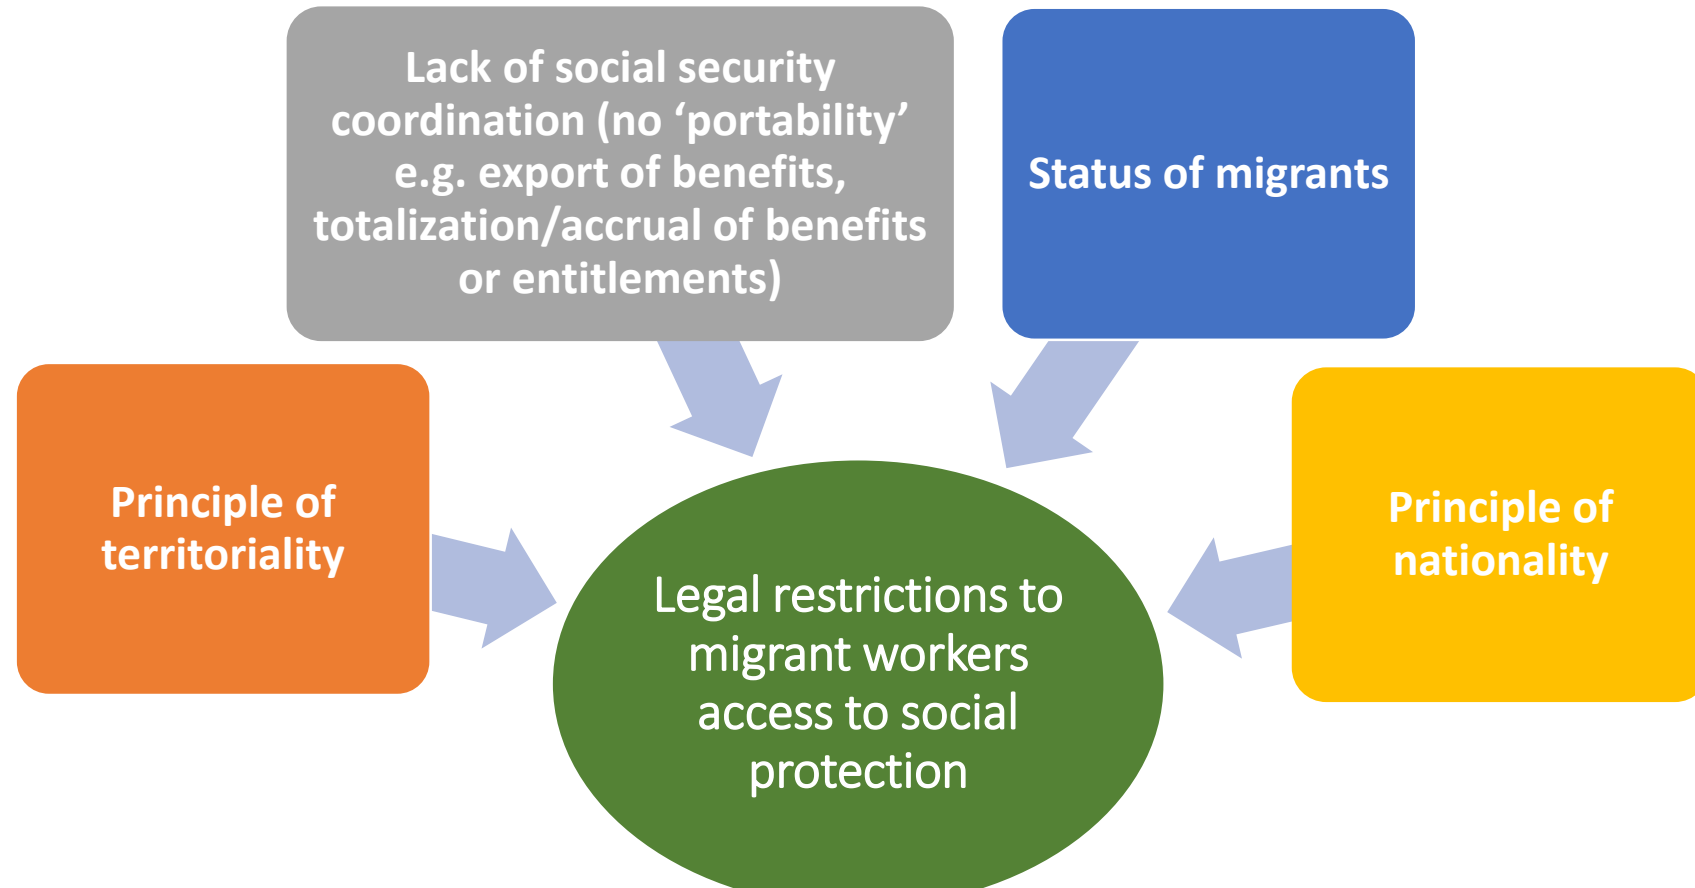 Lack of social security
coordination (no ‘portability’
e.g. export of benefits,
totalization/accrual of benefits
or entitlements)
Status of migrants
Principle of
territoriality
Principle of
nationality
Legal restrictions to
migrant workers
access to social
protection